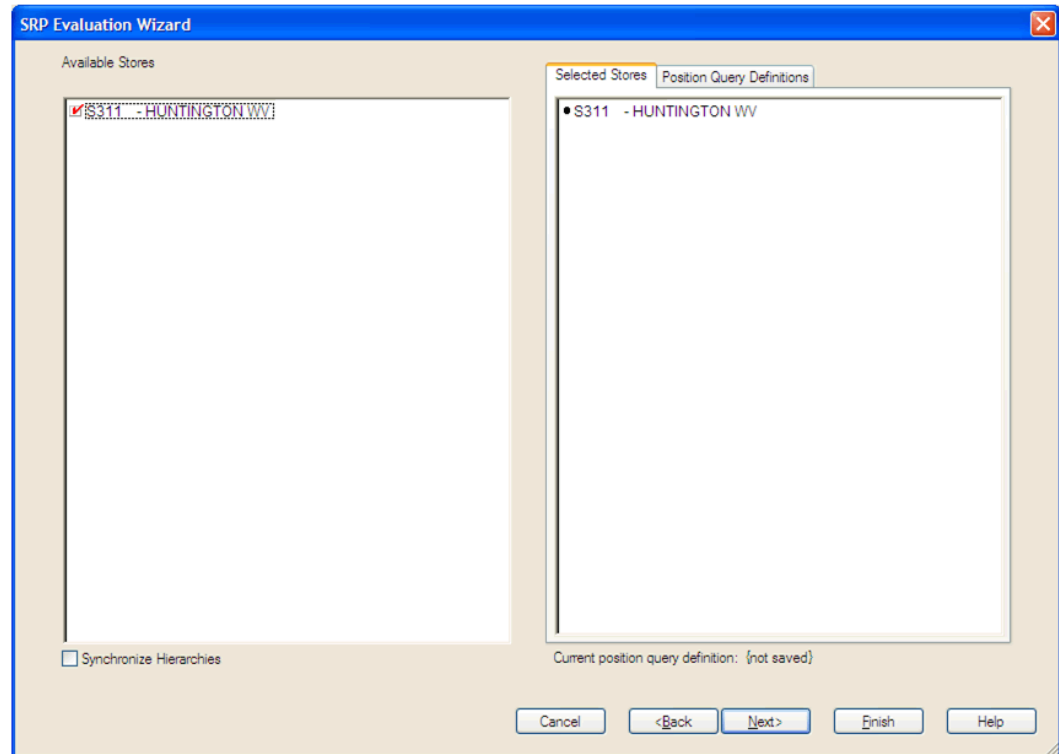 SRP Evaluation Wizard
Available Stores
S311 - HUNTINGTON WV
Synchronize Hierarchies
Selected Stores
Position Query Definitions
S311 - HUNTINGTON WV
Current position query definition: {not saved}
Cancel
<Back
Next>
Finish
Help